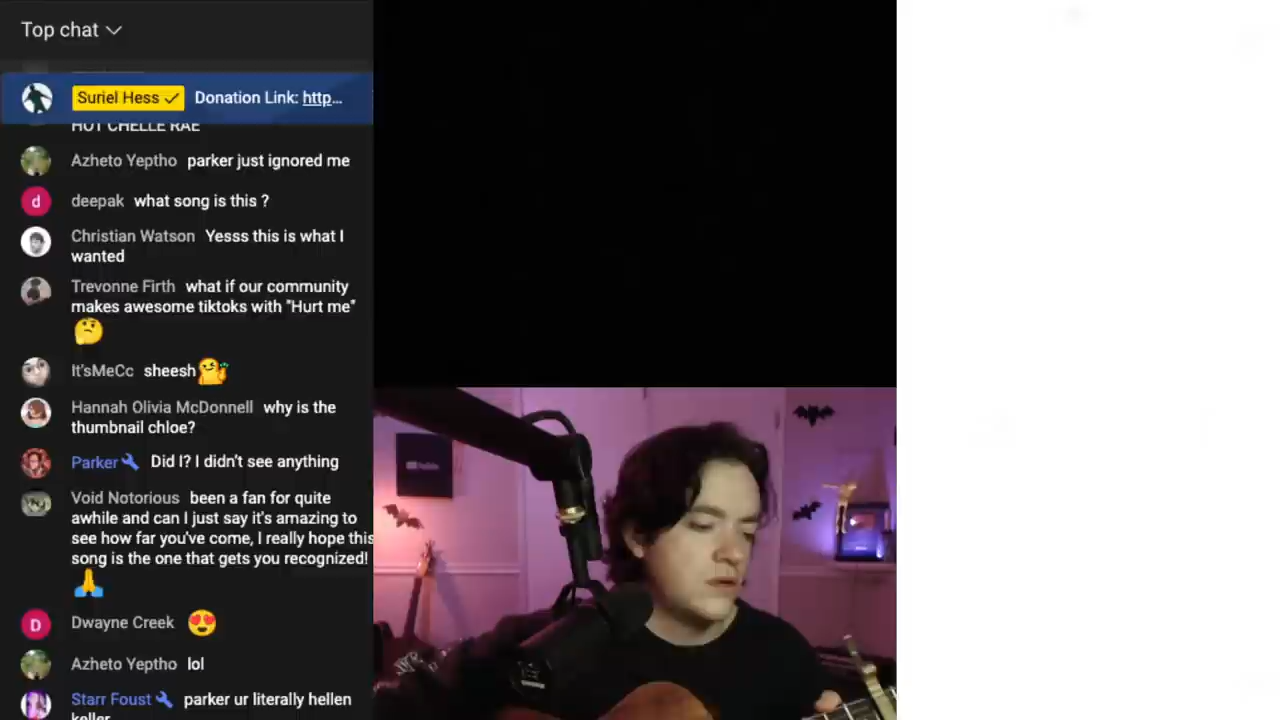 Top chat
Suriel Hess Donation Link: http...
HOT CHELLE RAE
Azheto Yeptho parker just ignored me
deepak what song is this ?
Christian Watson Yesss this is what I
wanted
Trevonne Firth what if our community
makes awesome tiktoks with "Hurt me"
🤔
It'sMeCc sheesh
Hannah Olivia McDonnell why is the
thumbnail chloe?
Parker Did I? I didn't see anything
Void Notorious been a fan for quite
awhile and can I just say it's amazing to
see how far you've come, I really hope this
song is the one that gets you recognized!
🙏
d
D
Dwayne Creek 😍
Azheto Yeptho lol
Starr Foust parker ur literally hellen
keller